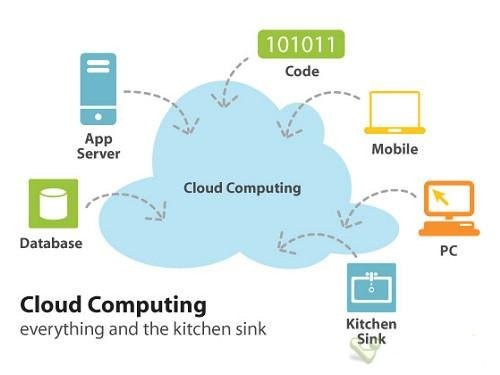 101011
Code
App
Server
Mobile
Cloud Computing
Database
PC
Cloud Computing
everything and the kitchen sink
Kitchen
Sink